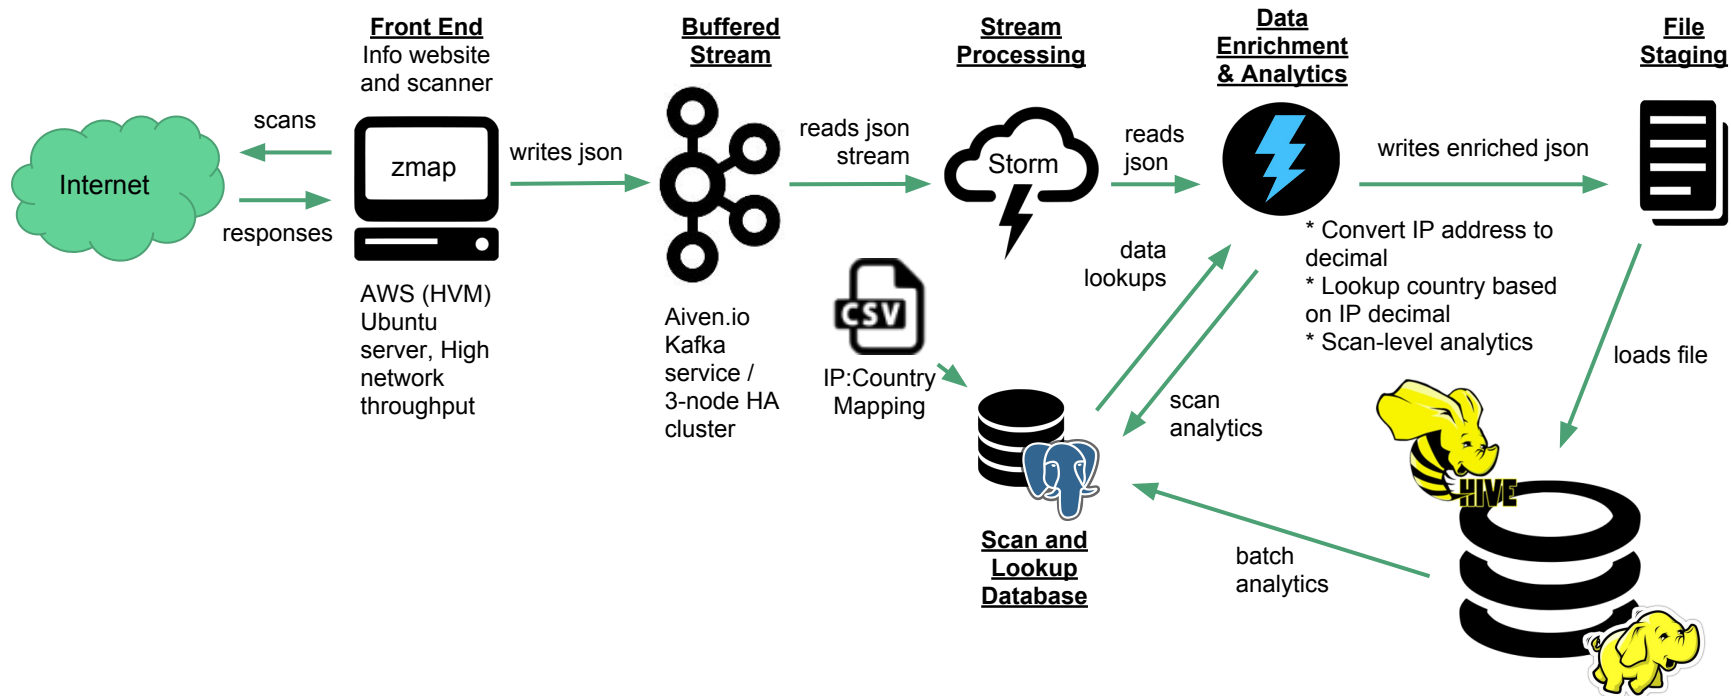 Front End
Info website
and scanner
Buffered
Stream
Stream
Processing
Data
Enrichment
& Analytics
File
Staging
Internet
scans
responses
zmap
writes json
reads json
stream
Storm
reads
json
writes enriched json
AWS (HVM)
Ubuntu
server, High
network
throughput
Aiven.io
Kafka
service /
3-node HA
cluster
CSV
IP:Country
Mapping
data
lookups
* Convert IP address to
decimal
* Lookup country based
on IP decimal
* Scan-level analytics
scan
analytics
loads file
HIVE
Scan and
Lookup
Database
batch
analytics